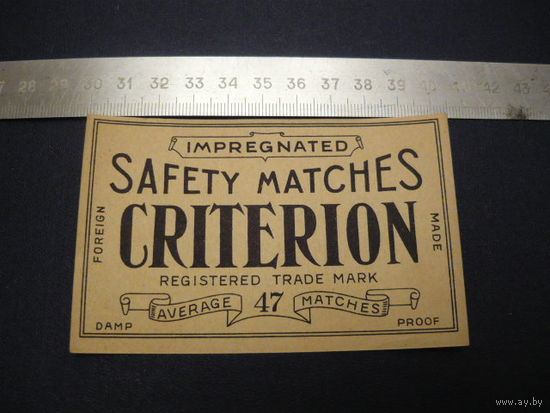 28 29 30 31 32 33 34 35 36 37 38 39 40 41 42 43
IMPREGNATED
SAFETY MATCHES
CRITERION
FOREIGN
MADE
REGISTERED TRADE MARK
AVERAGE 47 MATCHES
DAMP PROOF
www.ay.by